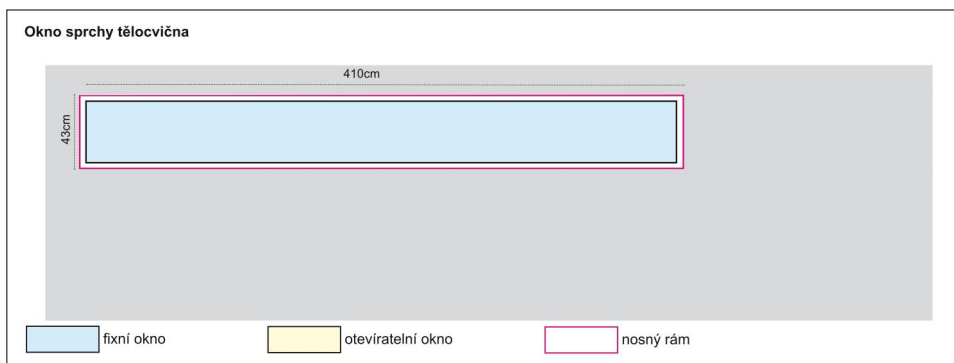 Okno sprchy tělocvična
410cm
43cm
fixní okno
otevíratelní okno
nosný rám